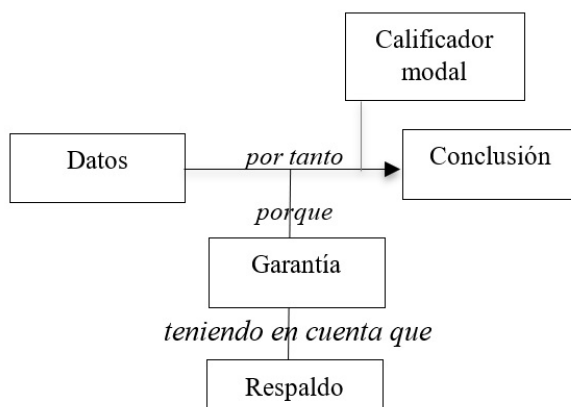 Calificador
modal
Datos
por tanto
Conclusión
porque
Garantía
teniendo en cuenta que
Respaldo